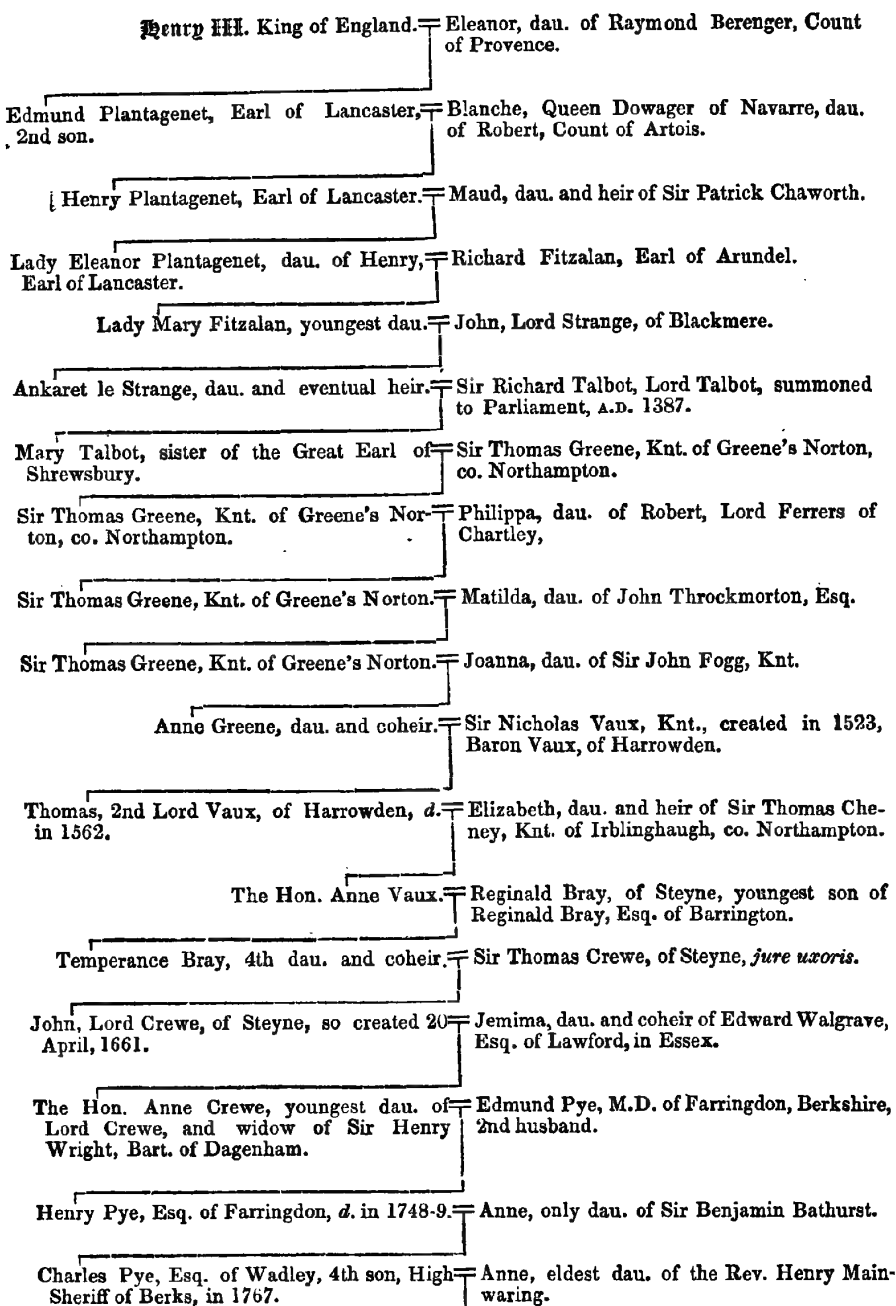 Henry III. King of England. = Eleanor, dau. of Raymond Berenger, Count
of Provence.
Edmund Plantagenet, Earl of Lancaster, = Blanche, Queen Dowager of Navarre, dau.
2nd son. of Robert, Count of Artois.
Henry Plantagenet, Earl of Lancaster. = Maud, dau. and heir of Sir Patrick Chaworth.
Lady Eleanor Plantagenet, dau. of Henry, = Richard Fitzalan, Earl of Arundel.
Earl of Lancaster.
Lady Mary Fitzalan, youngest dau. = John, Lord Strange, of Blackmere.
Ankaret le Strange, dau. and eventual heir. = Sir Richard Talbot, Lord Talbot, summoned
to Parliament, A.D. 1387.
Mary Talbot, sister of the Great Earl of = Sir Thomas Greene, Knt. of Greene's Norton,
Shrewsbury. co. Northampton.
Sir Thomas Greene, Knt. of Greene's Nor- = Philippa, dau. of Robert, Lord Ferrers of
ton, co. Northampton. Chartley,
Sir Thomas Greene, Knt. of Greene's Norton. = Matilda, dau. of John Throckmorton, Esq.
Sir Thomas Greene, Knt. of Greene's Norton. = Joanna, dau. of Sir John Fogg, Knt.
Anne Greene, dau. and coheir. = Sir Nicholas Vaux, Knt., created in 1523,
Baron Vaux, of Harrowden.
Thomas, 2nd Lord Vaux, of Harrowden, d. = Elizabeth, dau. and heir of Sir Thomas Che-
in 1562. ney, Knt. of Irblinghaugh, co. Northampton.
The Hon. Anne Vaux. = Reginald Bray, of Steyne, youngest son of
Reginald Bray, Esq. of Barrington.
Temperance Bray, 4th dau. and coheir. = Sir Thomas Crewe, of Steyne, jure uxoris.
John, Lord Crewe, of Steyne, so created 20 = Jemima, dau. and coheir of Edward Walgrave,
April, 1661. Esq. of Lawford, in Essex.
The Hon. Anne Crewe, youngest dau. of = Edmund Pye, M.D. of Farringdon, Berkshire,
Lord Crewe, and widow of Sir Henry 2nd husband.
Wright, Bart. of Dagenham.
Henry Pye, Esq. of Farringdon, d. in 1748-9. = Anne, only dau. of Sir Benjamin Bathurst.
Charles Pye, Esq. of Wadley, 4th son, High = Anne, eldest dau. of the Rev. Henry Main-
Sheriff of Berks, in 1767. waring.